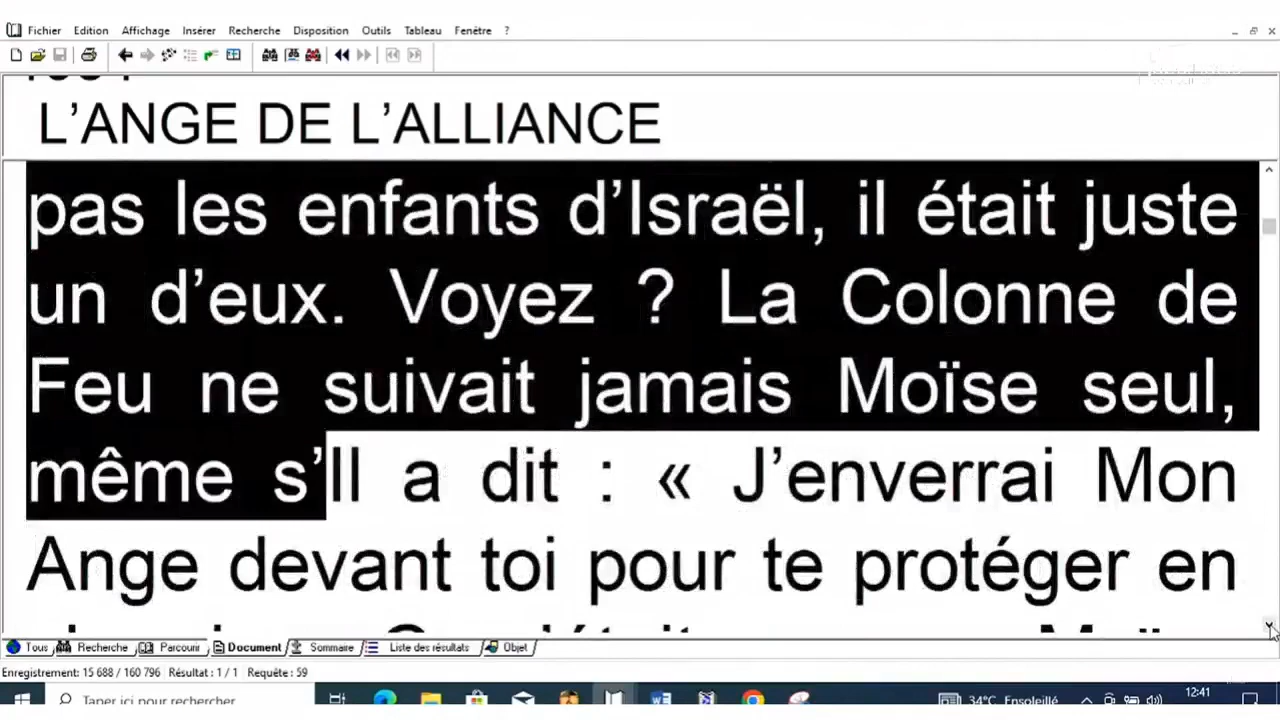 Fichier Edition Affichage Insérer Recherche Disposition Outils Tableau Fenêtre ?
L’ANGE DE L’ALLIANCE
pas les enfants d’Israël, il était juste
un d’eux. Voyez ? La Colonne de
Feu ne suivait jamais Moïse seul,
même s’Il a dit : « J’enverrai Mon
Ange devant toi pour te protéger en
Tous Recherche Parcourir Document Sommaire Liste des résultats Objet
Enregistrement: 15 688 / 160 796 Résultat : 1 / 1 Requête : 59
Taper ici pour rechercher 34°C Ensoleillé 12:41